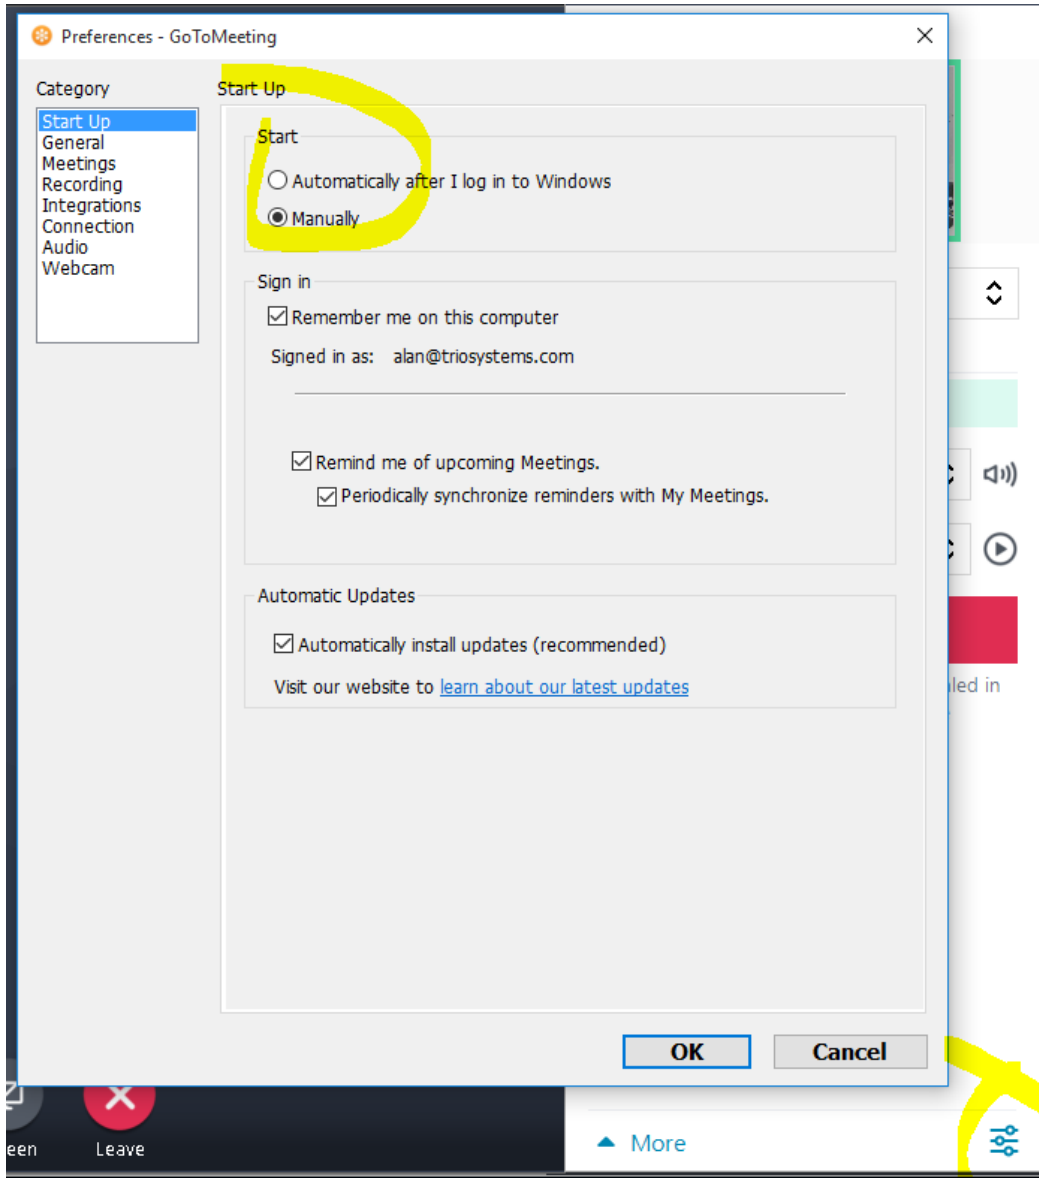 Preferences - GoToMeeting
Category
Start Up
General
Meetings
Recording
Integrations
Connection
Audio
Webcam
Start Up
Start
Automatically after I log in to Windows
Manually
Sign in
Remember me on this computer
Signed in as: alan@triosystems.com
Remind me of upcoming Meetings.
Periodically synchronize reminders with My Meetings.
Automatic Updates
Automatically install updates (recommended)
Visit our website to learn about our latest updates
in
OK
Cancel
Leave
More